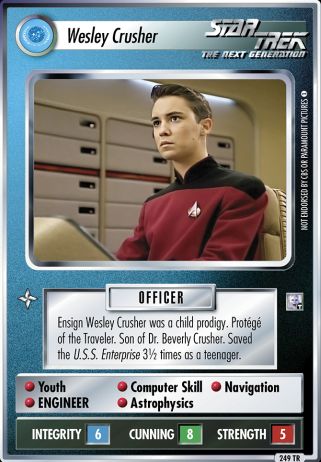 Wesley Crusher
STAR TREK
THE NEXT GENERATION
NOT ENDORSED BY CBS OR PARAMOUNT PICTURES
OFFICER
Ensign Wesley Crusher was a child prodigy. Protégé
of the Traveler. Son of Dr. Beverly Crusher. Saved
the U.S.S. Enterprise 3½ times as a teenager.
Youth Computer Skill Navigation
ENGINEER Astrophysics
INTEGRITY 6 CUNNING 8 STRENGTH 5
249 TR